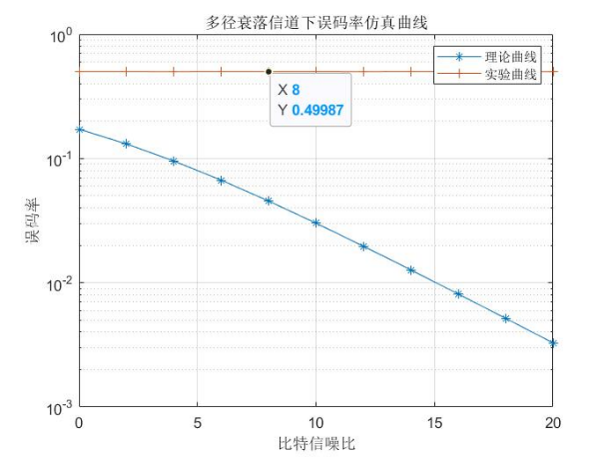 多径衰落信道下误码率仿真曲线
10^0
理论曲线
实验曲线
X 8
Y 0.49987
10^-1
误码率
10^-2
10^-3
0 5 10 15 20
比特信噪比